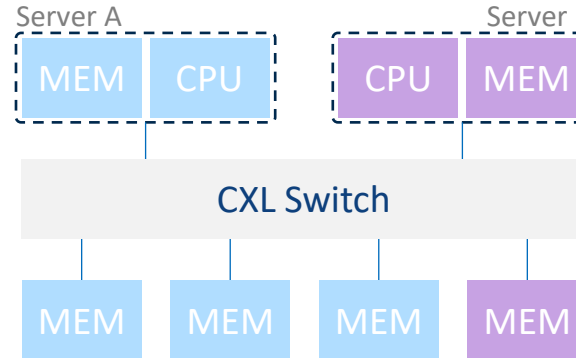 Server A
Server
MEM CPU
CPU MEM
CXL Switch
MEM MEM MEM MEM